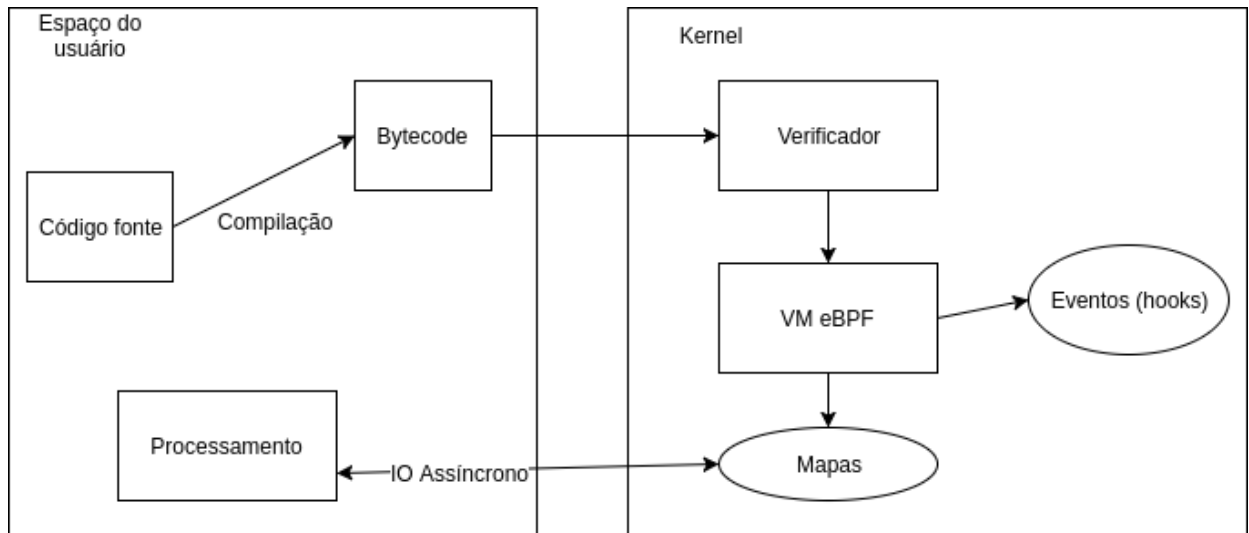 Espaço do
usuário
Kernel
Bytecode
Verificador
Código fonte
Compilação
VM eBPF
Eventos (hooks)
Processamento
IO Assíncrono
Mapas